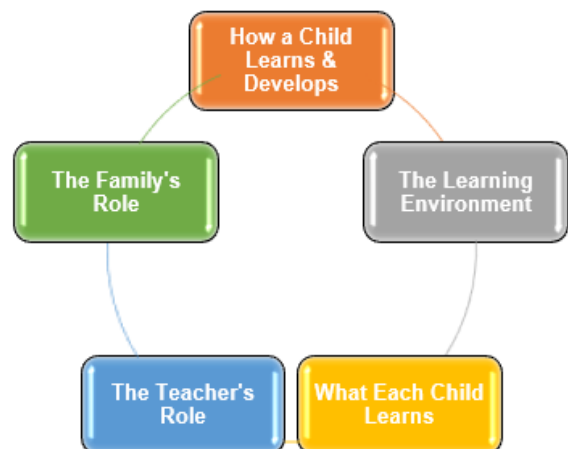 How a Child
Learns &
Develops
The Learning
Environment
What Each Child
Learns
The Teacher's
Role
The Family's
Role